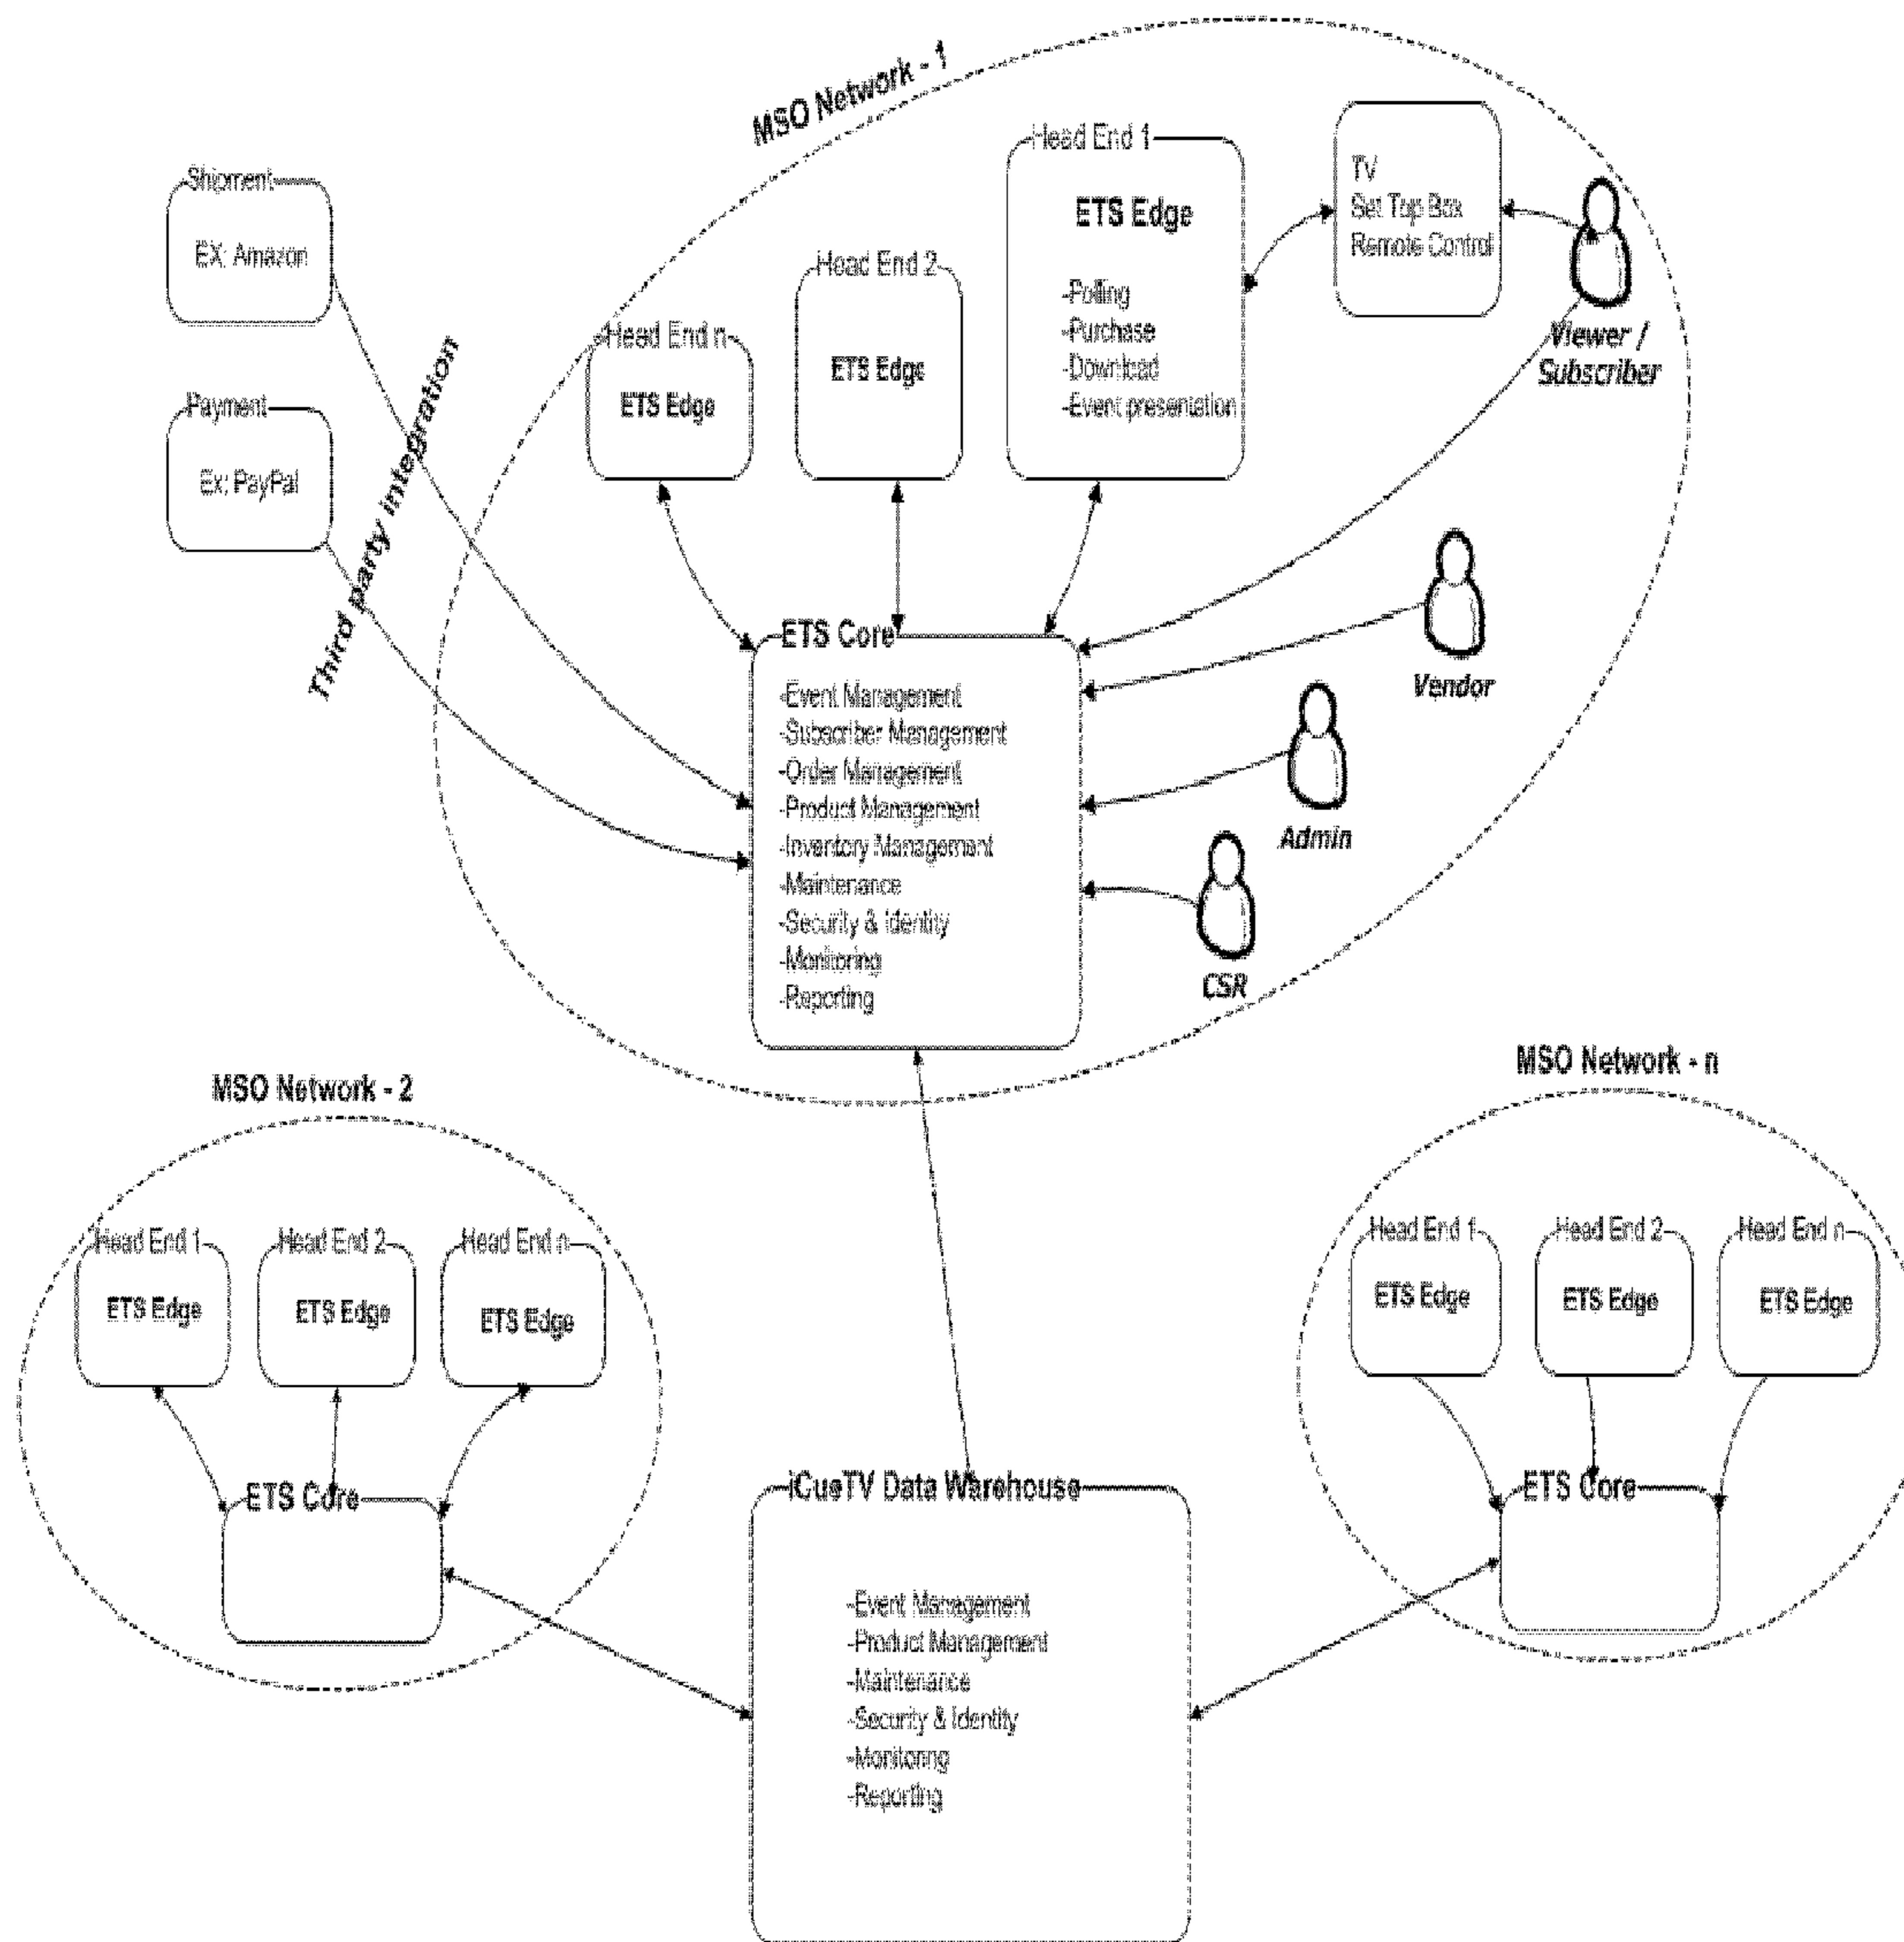 MSO Network - 1
Shipment
EX: Amazon
Payment
Ex: PayPal
Third party integration
Head End n
ETS Edge
Head End 2
ETS Edge
Head End 1
ETS Edge
-Polling
-Purchase
-Download
-Event presentation
TV
Set Top Box
Remote Control
Viewer /
Subscriber
Vendor
Admin
CSR
ETS Core
-Event Management
-Subscriber Management
-Order Management
-Product Management
-Inventory Management
-Maintenance
-Security & Identity
-Monitoring
-Reporting
MSO Network - 2
Head End 1
ETS Edge
Head End 2
ETS Edge
Head End n
ETS Edge
ETS Core
MSO Network - n
Head End 1
ETS Edge
Head End 2
ETS Edge
Head End n
ETS Edge
ETS Core
iCueTV Data Warehouse
-Event Management
-Product Management
-Maintenance
-Security & Identity
-Monitoring
-Reporting